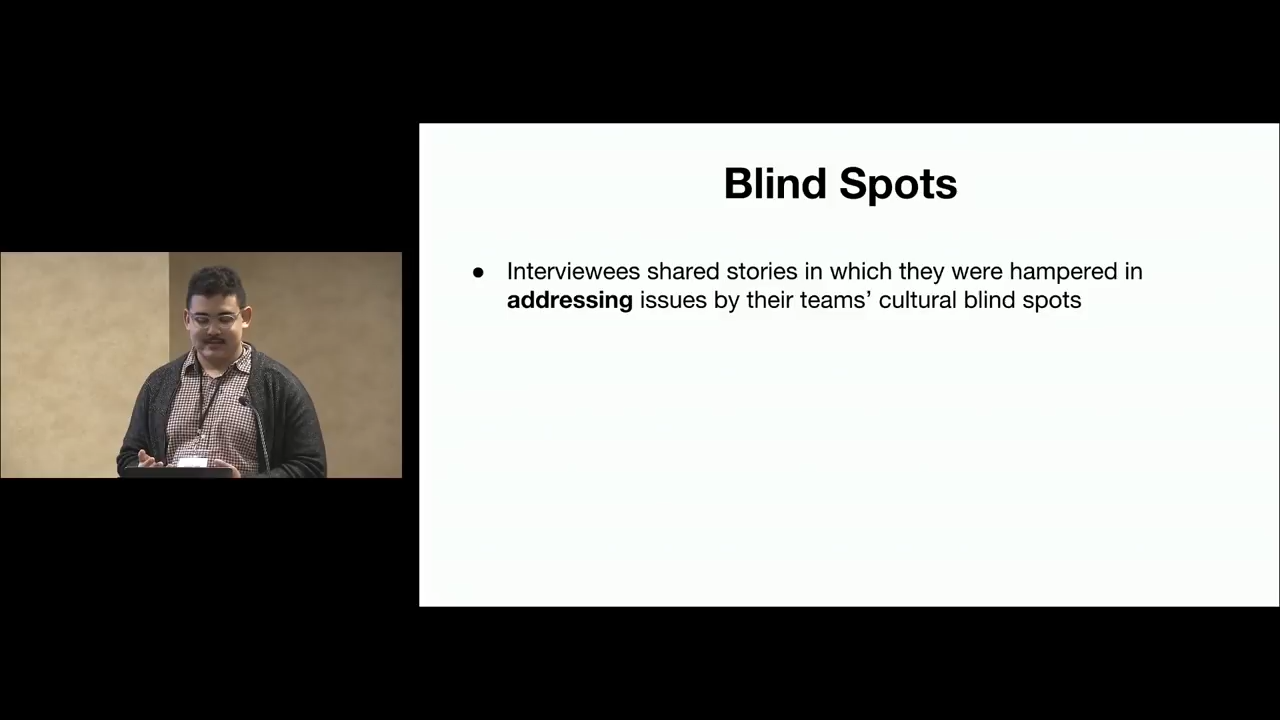 Blind Spots
● Interviewees shared stories in which they were hampered in
addressing issues by their teams’ cultural blind spots